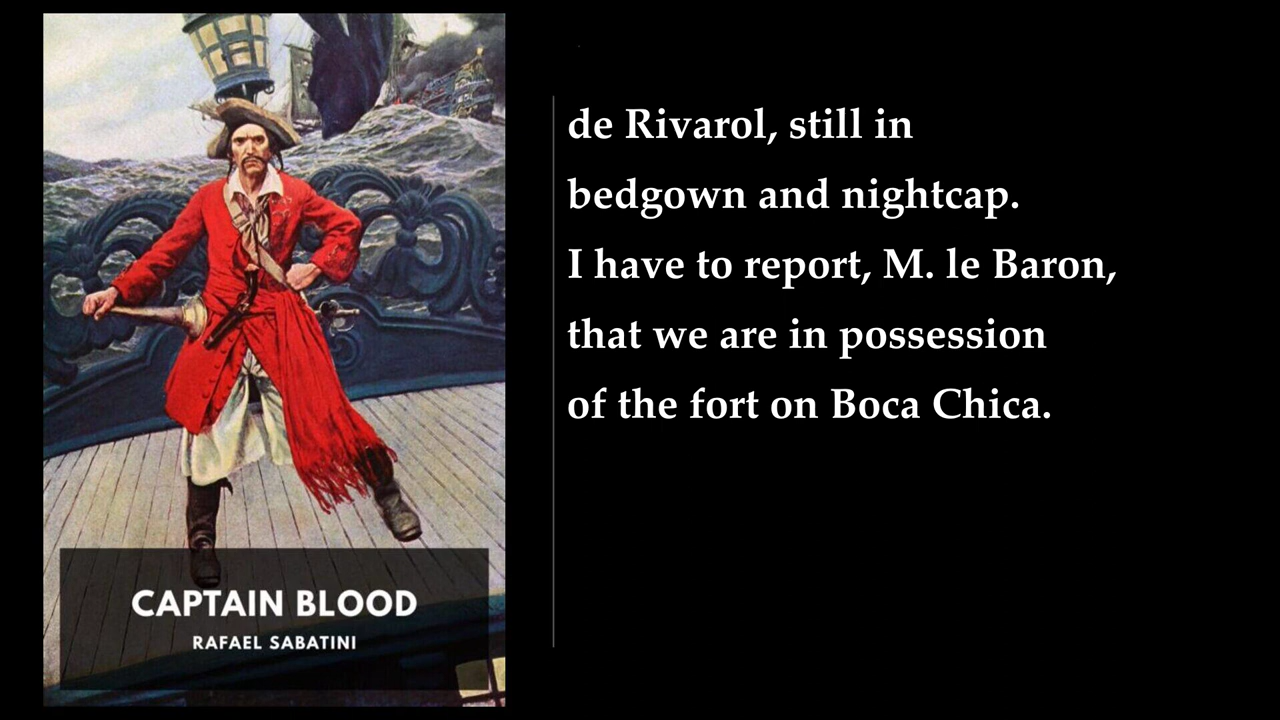 de Rivarol, still in
bedgown and nightcap.
I have to report, M. le Baron,
that we are in possession
of the fort on Boca Chica.
CAPTAIN BLOOD
RAFAEL SABATINI